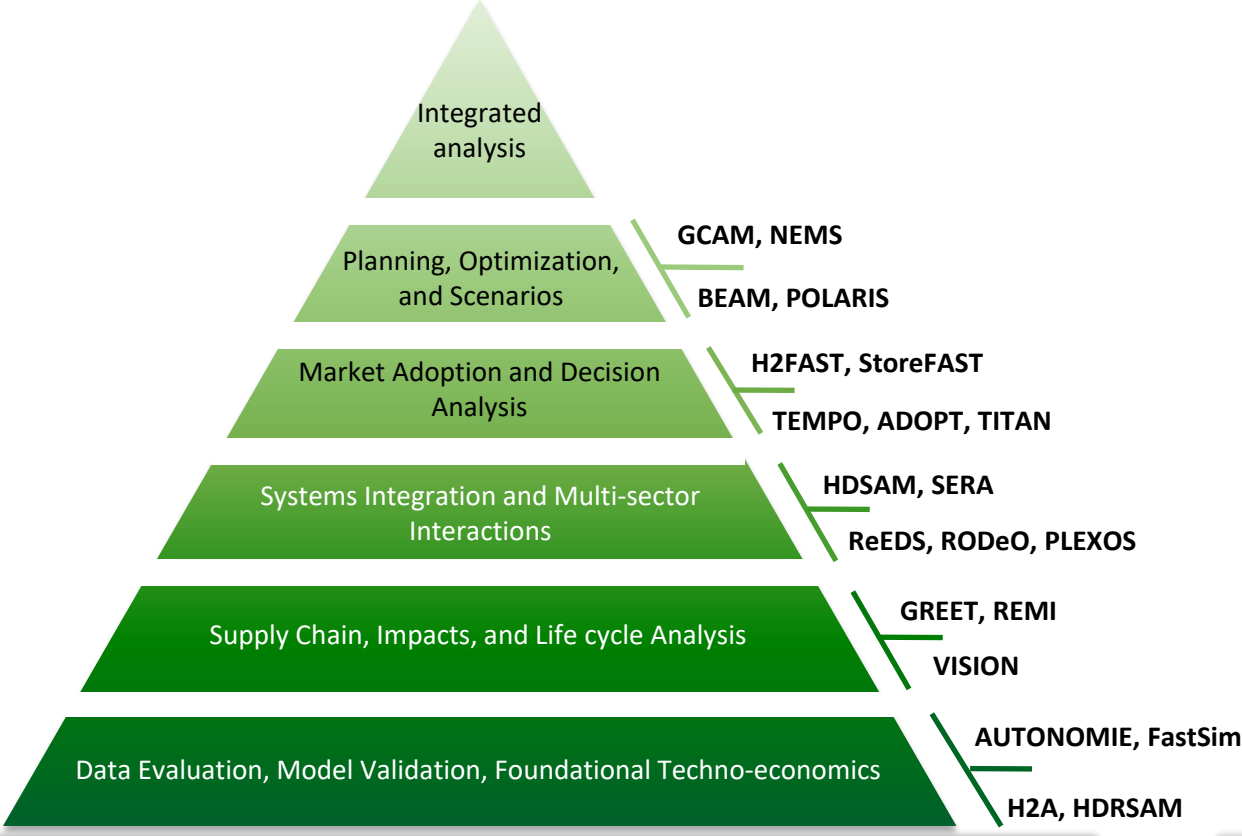 Integrated
analysis
GCAM, NEMS
Planning, Optimization,
and Scenarios
BEAM, POLARIS
H2FAST, StoreFAST
Market Adoption and Decision
Analysis
TEMPO, ADOPT, TITAN
HDSAM, SERA
Systems Integration and Multi-sector
Interactions
ReEDS, RODeO, PLEXOS
GREET, REMI
Supply Chain, Impacts, and Life cycle Analysis
VISION
AUTONOMIE, FastSim
Data Evaluation, Model Validation, Foundational Techno-economics
H2A, HDRSAM